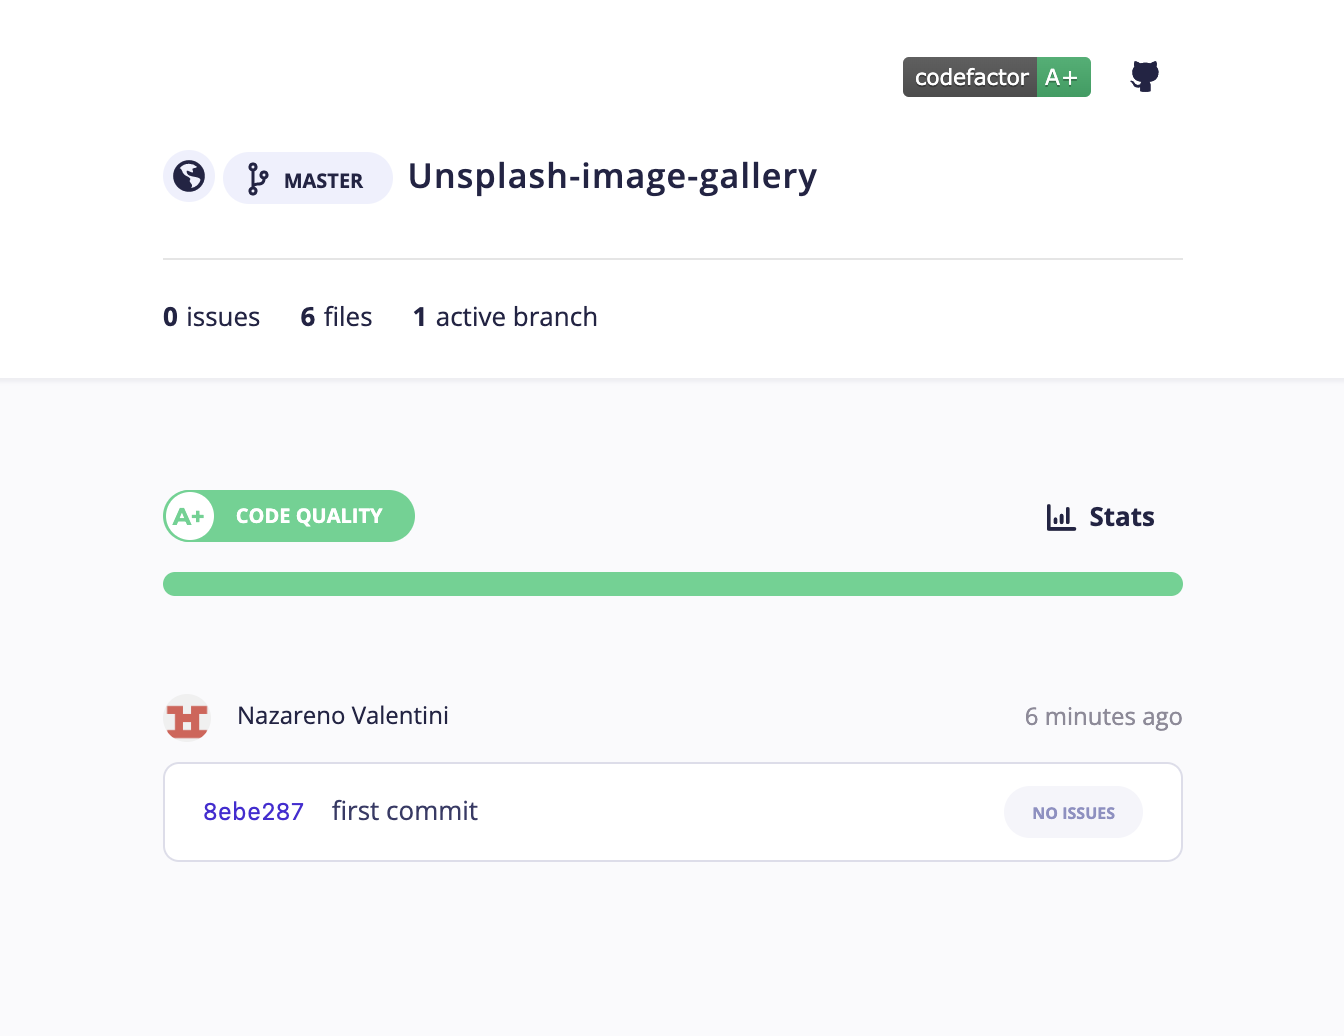 codefactor A+
MASTER Unsplash-image-gallery
0 issues 6 files 1 active branch
A+ CODE QUALITY Stats
Nazareno Valentini 6 minutes ago
8ebe287 first commit NO ISSUES